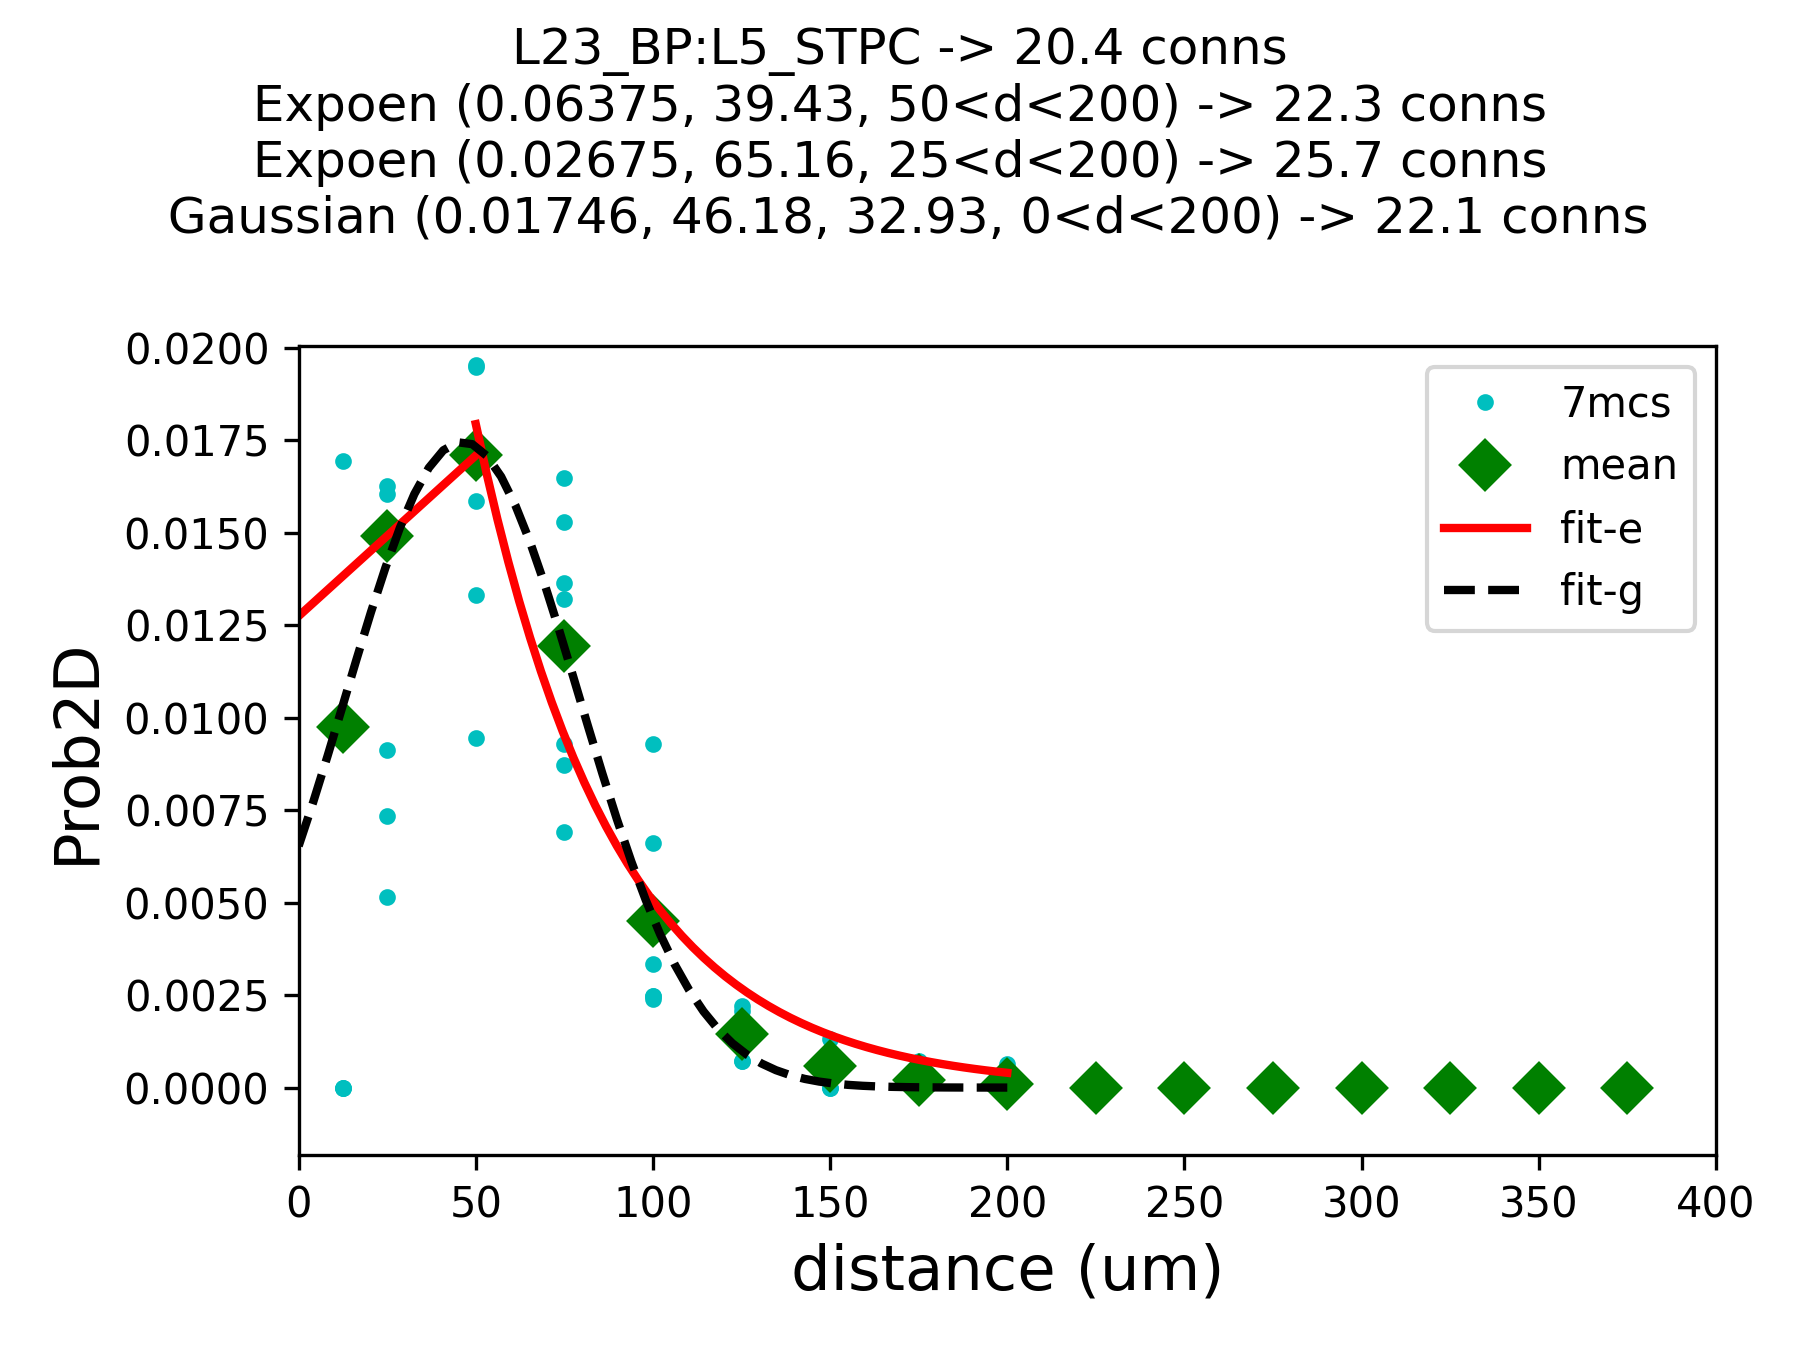 L23_BP:L5_STPC -> 20.4 conns
Expoen (0.06375, 39.43, 50<d<200) -> 22.3 conns
Expoen (0.02675, 65.16, 25<d<200) -> 25.7 conns
Gaussian (0.01746, 46.18, 32.93, 0<d<200) -> 22.1 conns
0.0200
0.0175
0.0150
0.0125
0.0100
0.0075
0.0050
0.0025
0.0000
Prob2D
7mcs
mean
fit-e
fit-g
0 50 100 150 200 250 300 350 400
distance (um)